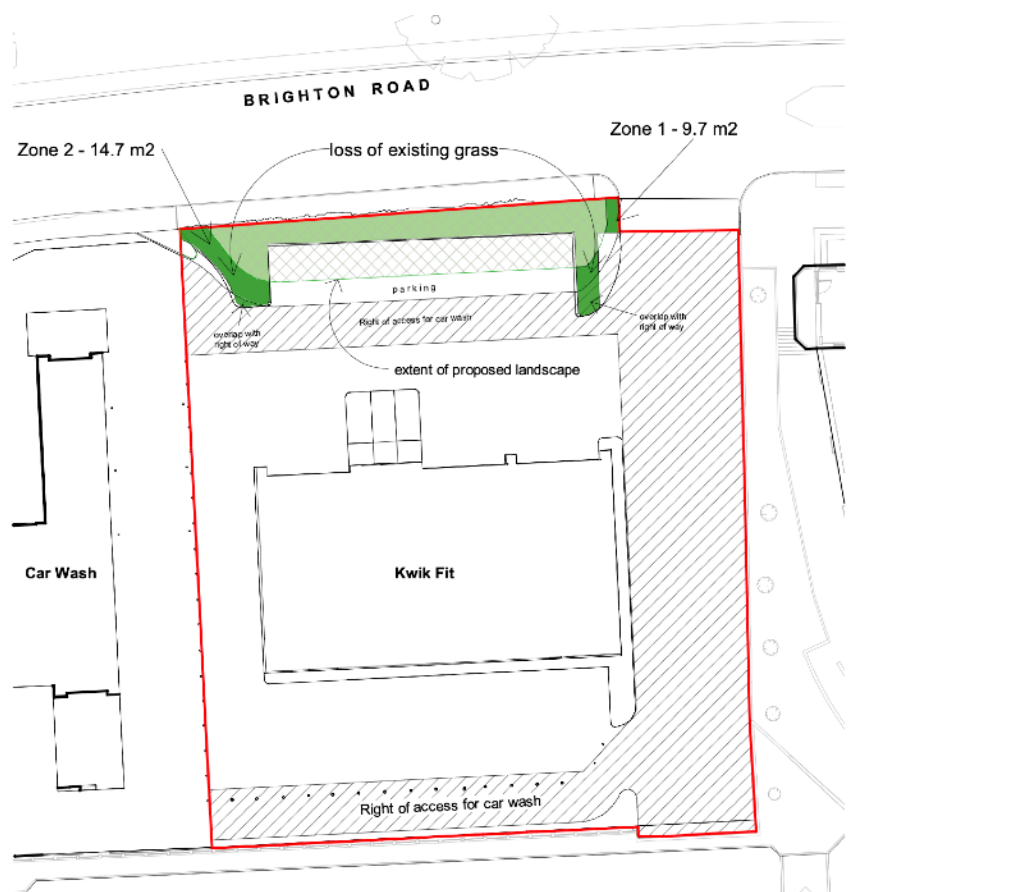 BRIGHTON ROAD
Zone 1 - 9.7 m2
Zone 2 - 14.7 m2
loss of existing grass
parking
Right of access for car wash
overlap with
right of way
overlap with
right of way
extent of proposed landscape
Car Wash
Kwik Fit
Right of access for car wash